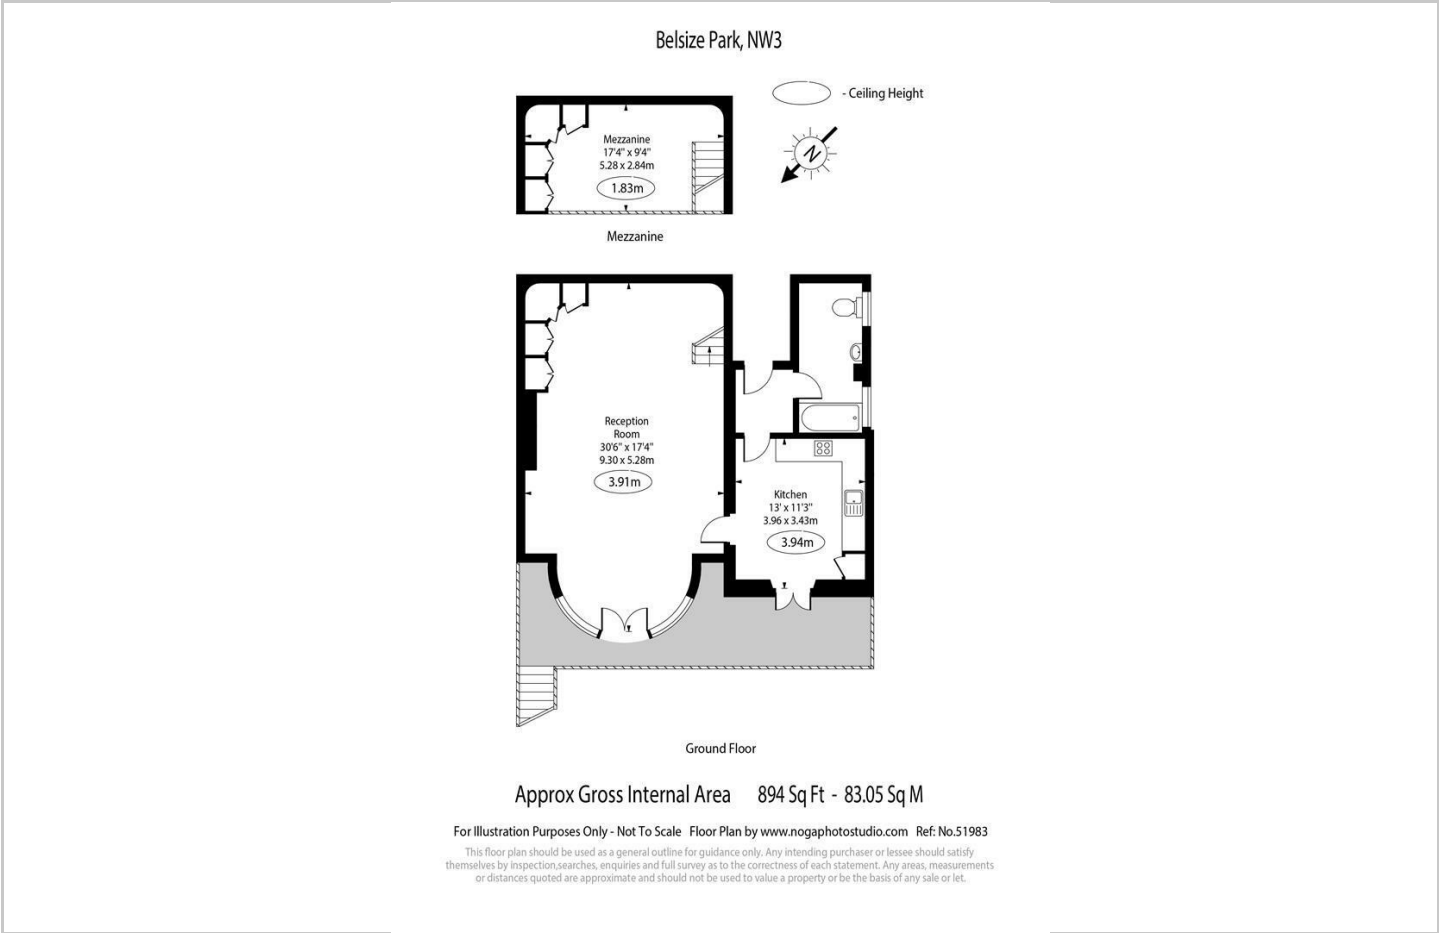 Belsize Park, NW3
- Ceiling Height
N
Mezzanine
17'4" x 9'4"
5.28 x 2.84m
1.83m
Mezzanine
Reception
Room
30'6" x 17'4"
9.30 x 5.28m
3.91m
Kitchen
13' x 11'3"
3.96 x 3.43m
3.94m
Ground Floor
Approx Gross Internal Area 894 Sq Ft - 83.05 Sq M
For Illustration Purposes Only - Not To Scale Floor Plan by www.nogaphotostudio.com Ref: No.51983
This floor plan should be used as a general outline for guidance only. Any intending purchaser or lessee should satisfy
themselves by inspection,searches, enquiries and full survey as to the correctness of each statement. Any areas, measurements
or distances quoted are approximate and should not be used to value a property or be the basis of any sale or let.